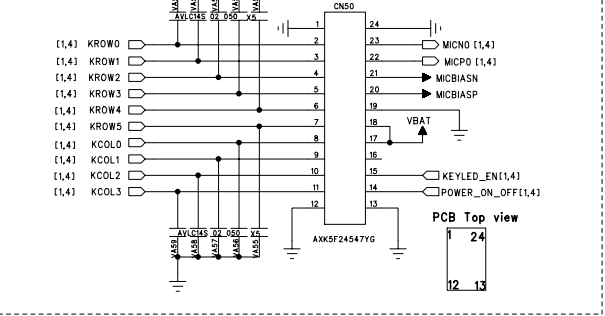 CN50
AVLC14S 02 050 X5
1 24
[1,4] KROW0 2 23 MICN0 [1,4]
[1,4] KROW1 3 22 MICP0 [1,4]
[1,4] KROW2 4 21 MICBIASN
[1,4] KROW3 5 20 MICBIASP
[1,4] KROW4 6 19
[1,4] KROW5 7 18 VBAT
[1,4] KCOL0 8 17
[1,4] KCOL1 9 16
[1,4] KCOL2 10 15 KEYLED_EN[1,4]
[1,4] KCOL3 11 14 POWER_ON_OFF[1,4]
12 13
PCB Top view
1 24
12 13
AVLC14S 02 050 X5
VA59 VA58 VA57 VA56 VA55
AXK5F24547YG